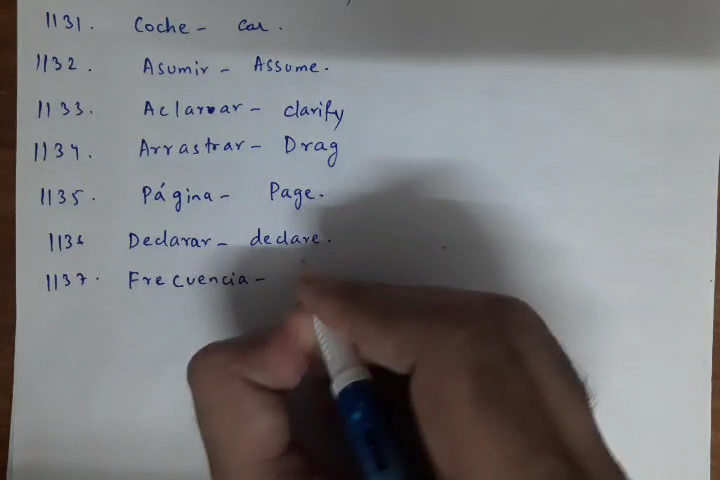 1131. Coche - car.
1132. Asumir - Assume.
1133. Aclarar - clarify
1134. Arrastrar - Drag
1135. Página - Page.
1136 Declarar - declare.
1137. Frecuencia -